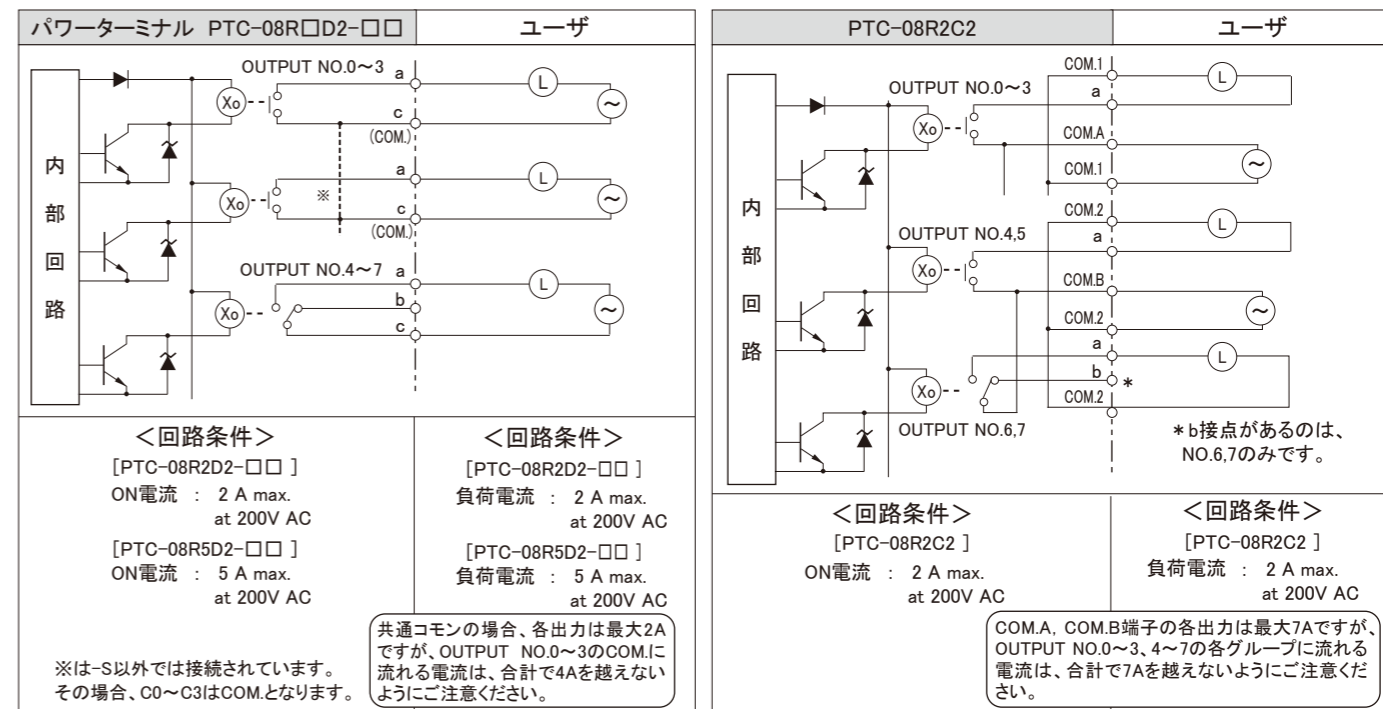 パワーターミナル PTC-08R□D2-□□
ユーザ
内部回路
Xo
OUTPUT NO.0～3
a
c
(COM.)
L
～
Xo
※
a
c
(COM.)
L
～
Xo
OUTPUT NO.4～7
a
b
c
L
～
＜回路条件＞
[PTC-08R2D2-□□ ]
ON電流 : 2 A max.
at 200V AC
[PTC-08R5D2-□□ ]
ON電流 : 5 A max.
at 200V AC
※は-S以外では接続されています。
その場合、C0～C3はCOM.となります。
＜回路条件＞
[PTC-08R2D2-□□ ]
負荷電流 : 2 A max.
at 200V AC
[PTC-08R5D2-□□ ]
負荷電流 : 5 A max.
at 200V AC
共通コモンの場合、各出力は最大2A
ですが、OUTPUT NO.0～3のCOM.に
流れる電流は、合計で4Aを越えない
ようにご注意ください。
PTC-08R2C2
ユーザ
内部回路
Xo
OUTPUT NO.0～3
COM.1
a
COM.A
COM.1
L
～
Xo
OUTPUT NO.4,5
COM.2
a
COM.B
COM.2
L
～
Xo
OUTPUT NO.6,7
a
b
*
COM.2
L
*b接点があるのは、
NO.6,7のみです。
＜回路条件＞
[PTC-08R2C2 ]
ON電流 : 2 A max.
at 200V AC
＜回路条件＞
[PTC-08R2C2 ]
負荷電流 : 2 A max.
at 200V AC
COM.A, COM.B端子の各出力は最大7Aですが、
OUTPUT NO.0～3、4～7の各グループに流れる
電流は、合計で7Aを越えないようにご注意くだ
さい。